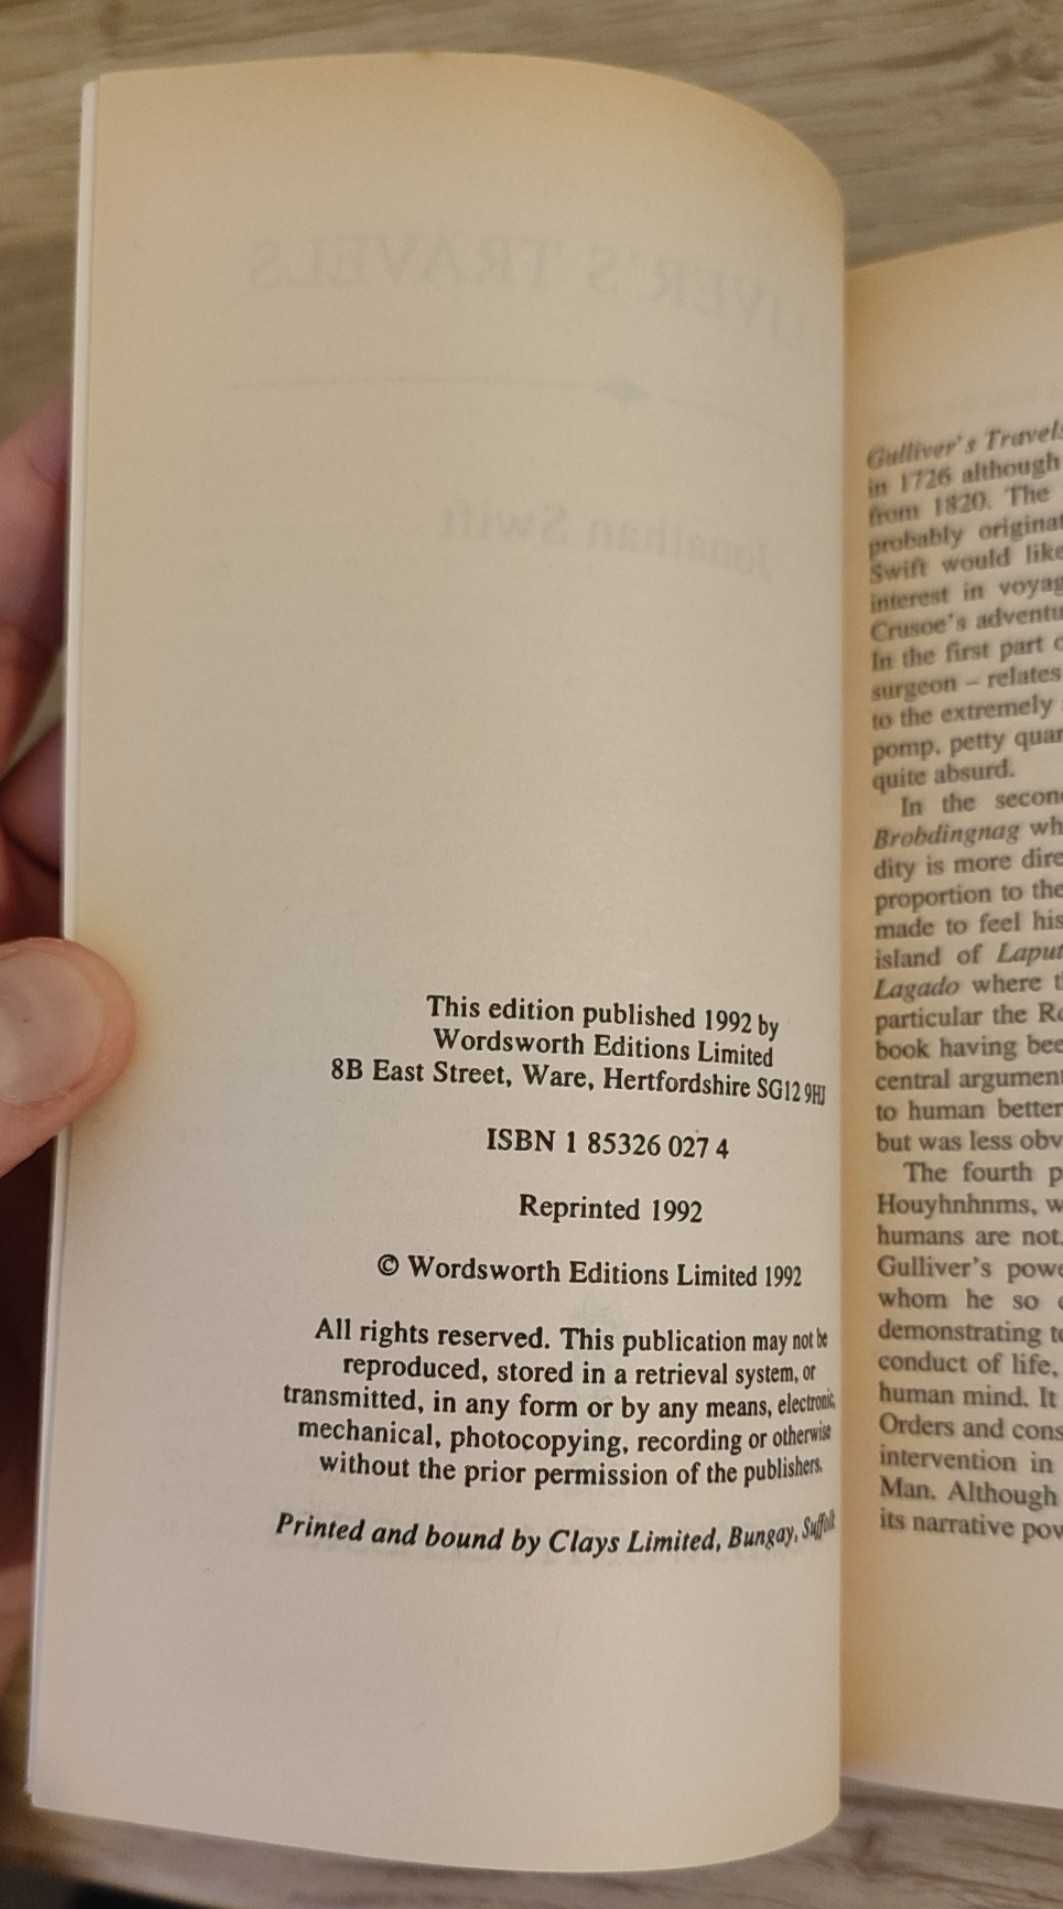 This edition published 1992 by
Wordsworth Editions Limited
8B East Street, Ware, Hertfordshire SG12 9HJ
ISBN 1 85326 027 4
Reprinted 1992
© Wordsworth Editions Limited 1992
All rights reserved. This publication may not be
reproduced, stored in a retrieval system, or
transmitted, in any form or by any means, electronic,
mechanical, photocopying, recording or otherwise
without the prior permission of the publishers.
Printed and bound by Clays Limited, Bungay, Suffolk
Gulliver's Travels
in 1726 although
from 1820. The
probably
Swift would like
interest in
Crusoe's
In the first part
surgeon – relates
to the extremely
pomp, petty
quite absurd.
In the
Brobdingnag
dity is more
proportion to the
made to feel his
island of
Lagado where
particular the
book having
central
to human
but was less
The fourth
Houyhnhnms,
humans are not.
Gulliver's
whom he so
demonstrating
conduct of life,
human mind. It
Orders and
intervention in
Man. Although
its narrative